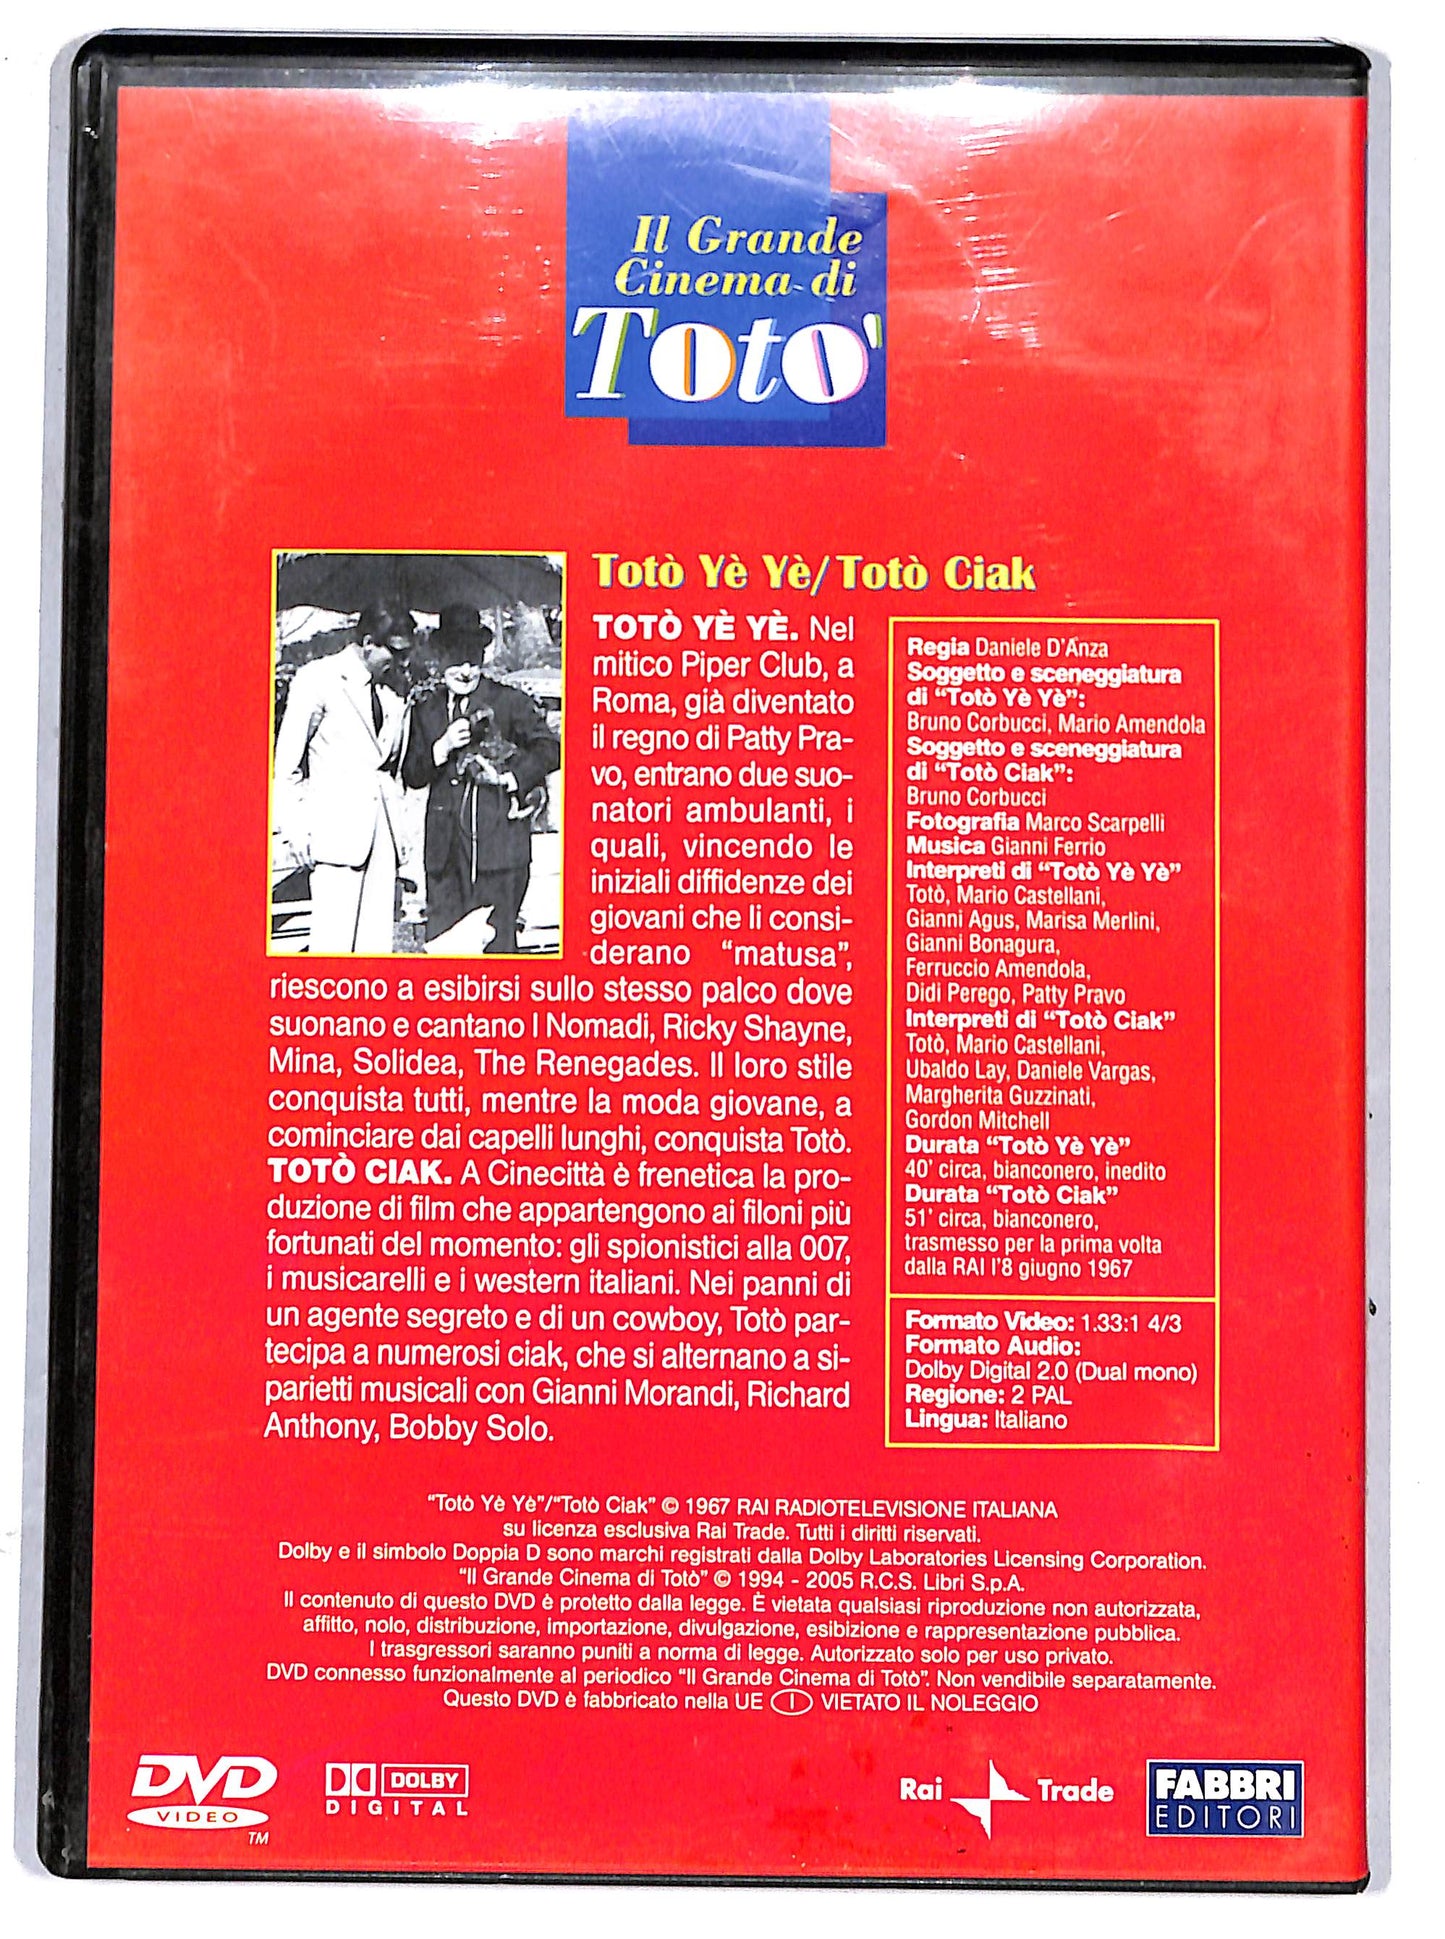 Il Grande
Cinema di
Totò
Totò Yè Yè/Totò Ciak
TOTÒ YÈ YÈ. Nel
mitico Piper Club, a
Roma, già diventato
il regno di Patty Pra-
vo, entrano due suo-
natori ambulanti, i
quali, vincendo le
iniziali diffidenze dei
giovani che li consi-
derano "matusa",
riescono a esibirsi sullo stesso palco dove
suonano e cantano I Nomadi, Ricky Shayne,
Mina, Solidea, The Renegades. Il loro stile
conquista tutti, mentre la moda giovane, a
cominciare dai capelli lunghi, conquista Totò.
TOTÒ CIAK. A Cinecittà è frenetica la pro-
duzione di film che appartengono ai filoni più
fortunati del momento: gli spionistici alla 007,
i musicarelli e i western italiani. Nei panni di
un agente segreto e di un cowboy, Totò par-
tecipa a numerosi ciak, che si alternano a si-
parietti musicali con Gianni Morandi, Richard
Anthony, Bobby Solo.
Regia Daniele D'Anza
Soggetto e sceneggiatura
di "Totò Yè Yè":
Bruno Corbucci, Mario Amendola
Soggetto e sceneggiatura
di "Totò Ciak":
Bruno Corbucci
Fotografia Marco Scarpelli
Musica Gianni Ferrio
Interpreti di "Totò Yè Yè"
Totò, Mario Castellani,
Gianni Agus, Marisa Merlini,
Gianni Bonagura,
Ferruccio Amendola,
Didi Perego, Patty Pravo
Interpreti di "Totò Ciak"
Totò, Mario Castellani,
Ubaldo Lay, Daniele Vargas,
Margherita Guzzinati,
Gordon Mitchell
Durata "Totò Yè Yè"
40' circa, bianconero, inedito
Durata "Totò Ciak"
51' circa, bianconero,
trasmesso per la prima volta
dalla RAI l'8 giugno 1967
Formato Video: 1.33:1 4/3
Formato Audio:
Dolby Digital 2.0 (Dual mono)
Regione: 2 PAL
Lingua: Italiano
"Totò Yè Yè"/"Totò Ciak" © 1967 RAI RADIOTELEVISIONE ITALIANA
su licenza esclusiva Rai Trade. Tutti i diritti riservati.
Dolby e il simbolo Doppia D sono marchi registrati dalla Dolby Laboratories Licensing Corporation.
"Il Grande Cinema di Totò" © 1994 - 2005 R.C.S. Libri S.p.A.
Il contenuto di questo DVD è protetto dalla legge. È vietata qualsiasi riproduzione non autorizzata,
affitto, nolo, distribuzione, importazione, divulgazione, esibizione e rappresentazione pubblica.
I trasgressori saranno puniti a norma di legge. Autorizzato solo per uso privato.
DVD connesso funzionalmente al periodico "Il Grande Cinema di Totò". Non vendibile separatamente.
Questo DVD è fabbricato nella UE I VIETATO IL NOLEGGIO
DVD
VIDEO
TM
DOLBY
DIGITAL
Rai Trade
FABBRI
EDITORI